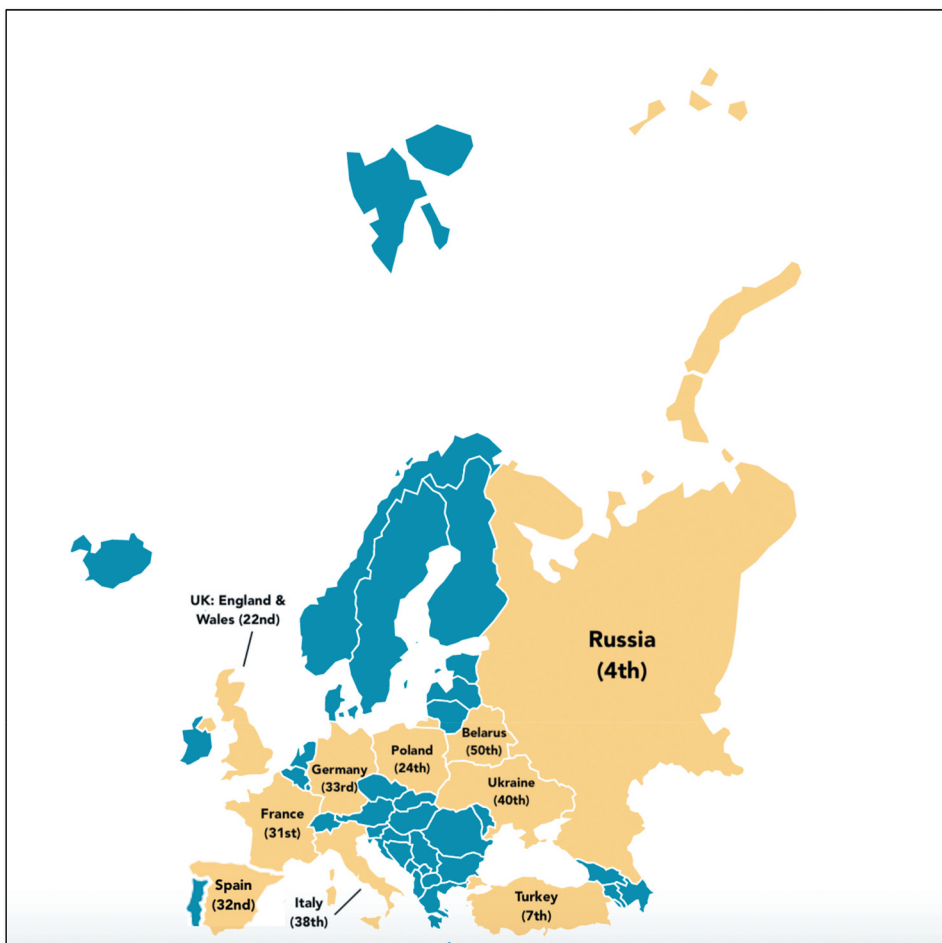 UK: England &
Wales (22nd)
Russia
(4th)
Belarus
(50th)
Poland
(24th)
Germany
(33rd)
Ukraine
(40th)
France
(31st)
Spain
(32nd)
Italy
(38th)
Turkey
(7th)